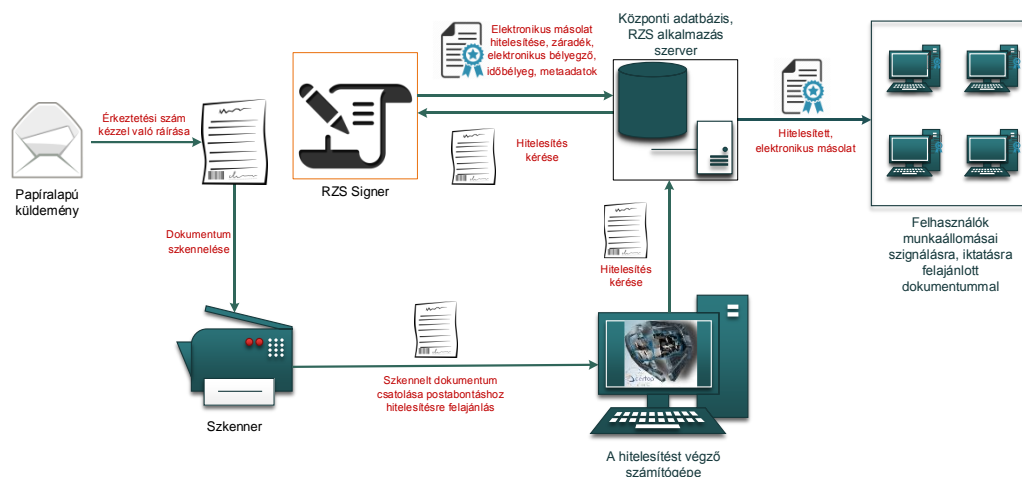 Elektronikus másolat
hitelesítése, záradék,
elektronikus bélyegző,
időbélyeg, metaadatok
Központi adatbázis,
RZS alkalmazás
szerver
Érkeztetési szám
kézzel való ráírása
Papíralapú
küldemény
RZS Signer
Hitelesítés
kérése
Hitelesített,
elektronikus másolat
Felhasználók
munkaállomásai
szignálásra, iktatásra
felajánlott
dokumentummal
Dokumentum
szkennelése
Hitelesítés
kérése
Szkennelt dokumentum
csatolása postabontáshoz
hitelesítésre felajánlás
Szkenner
A hitelesítést végző
számítógépe